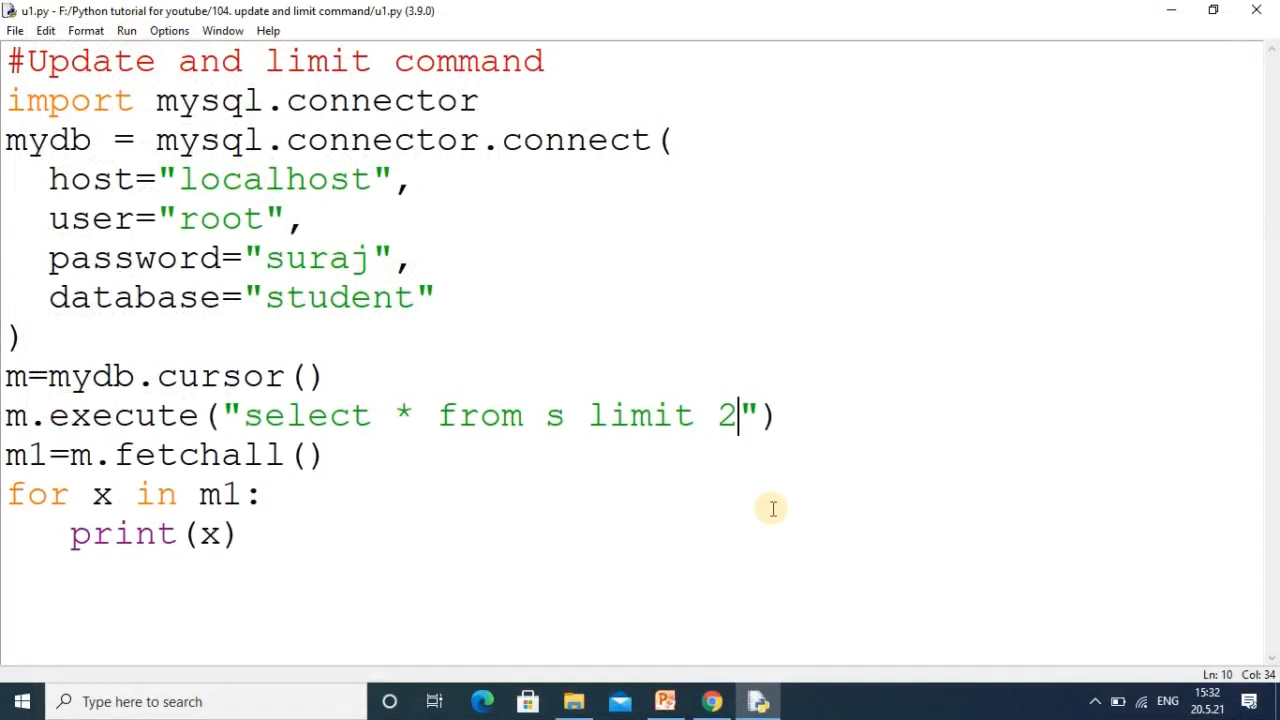 u1.py - F:/Python tutorial for youtube/104. update and limit command/u1.py (3.9.0)
File Edit Format Run Options Window Help
#Update and limit command
import mysql.connector
mydb = mysql.connector.connect(
  host="localhost",
  user="root",
  password="suraj",
  database="student"
)
m=mydb.cursor()
m.execute("select * from s limit 2")
m1=m.fetchall()
for x in m1:
   print(x)
Ln: 10 Col: 34
Type here to search
ENG
15:32
20.5.21